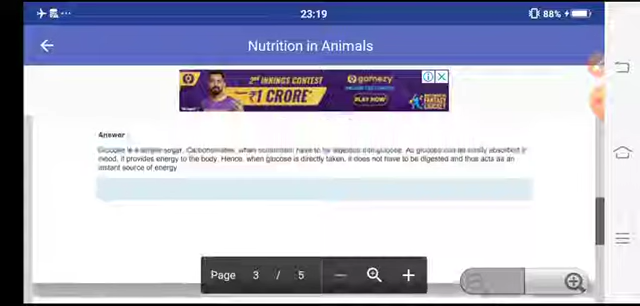 23:19
88%
Nutrition in Animals
2nd INNINGS CONTEST
₹1 CRORE
gamezy
PLAY NOW
FANTASY
CRICKET
Answer
Glucose is a simple sugar. Carbohydrates, when consumed have to be digested into glucose. As glucose can be easily absorbed in
blood, it provides energy to the body. Hence, when glucose is directly taken, it does not have to be digested and thus acts as an
instant source of energy
Page 3 / 5